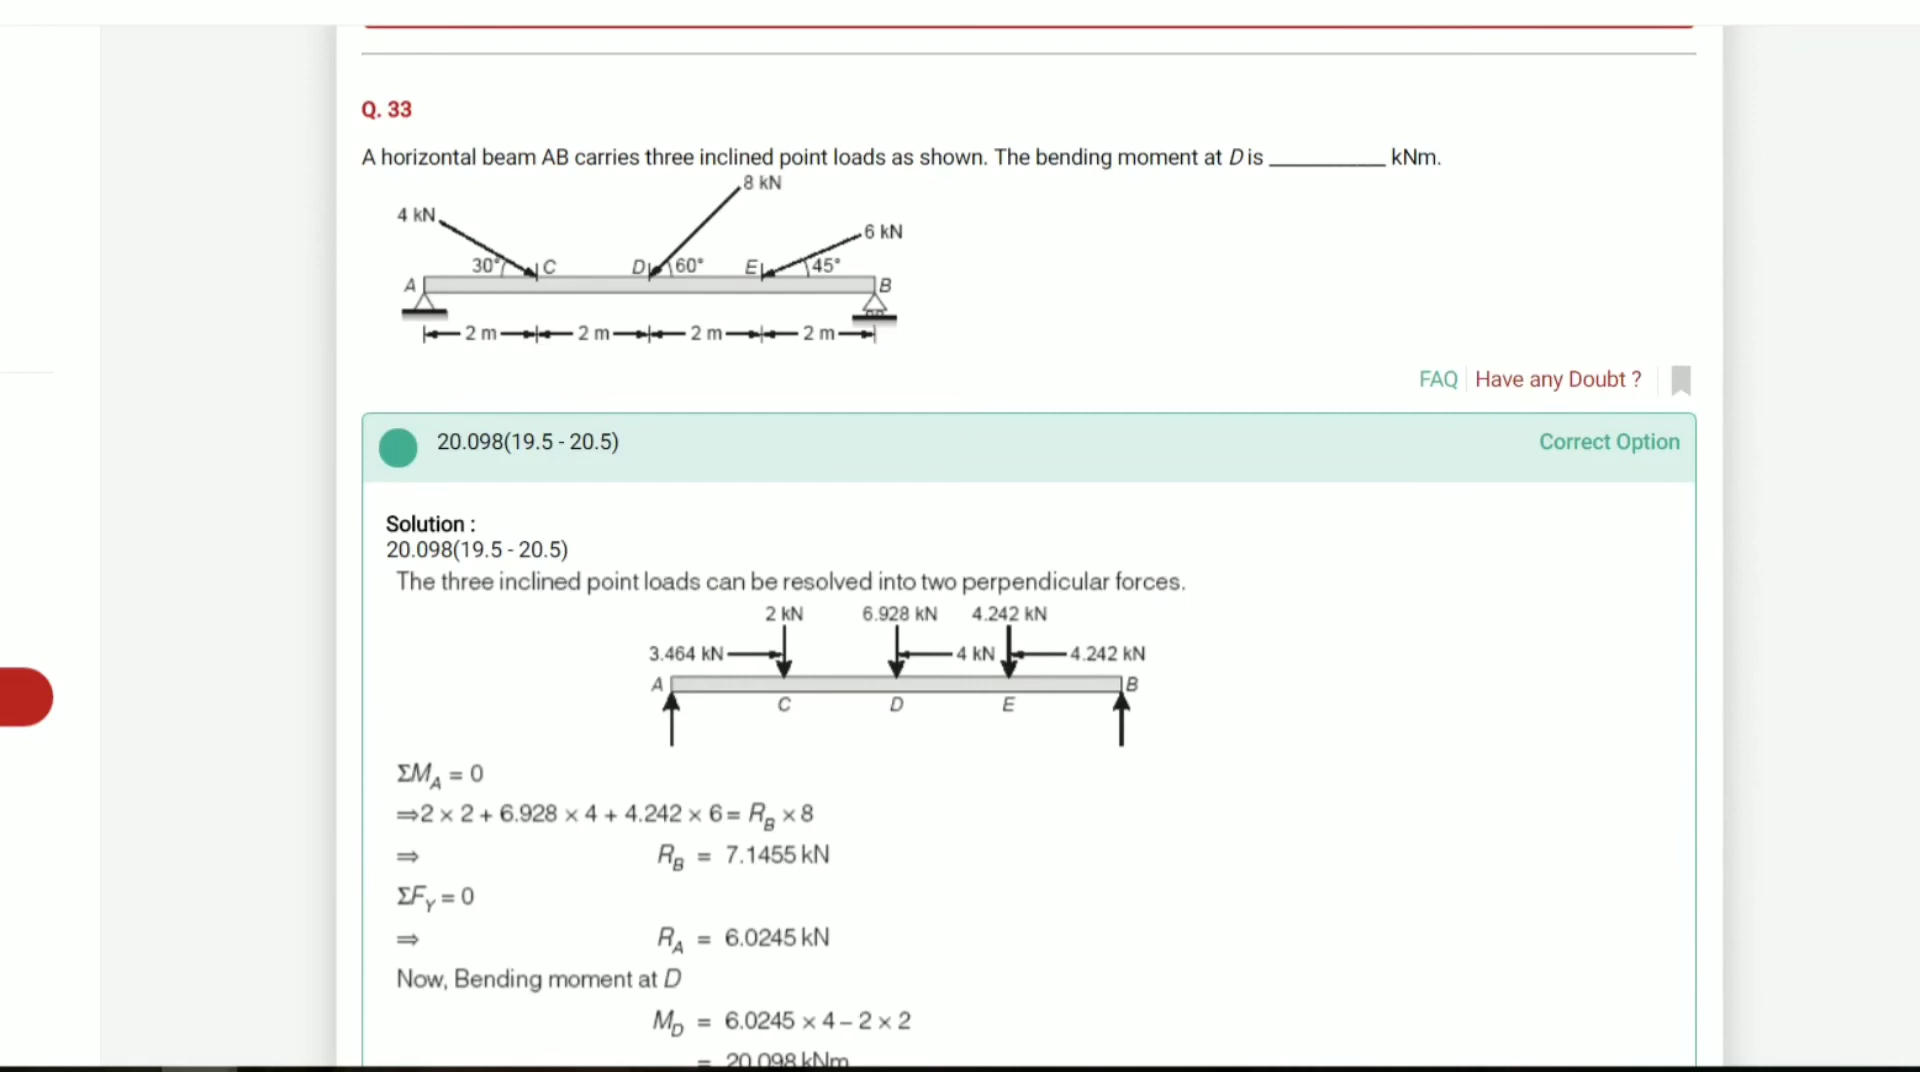 Q. 33
A horizontal beam AB carries three inclined point loads as shown. The bending moment at D is __________ kNm.
8 kN
4 kN
6 kN
30° C D 60° E 45°
A B
2 m 2 m 2 m 2 m
FAQ Have any Doubt ?
20.098(19.5 - 20.5) Correct Option
Solution :
20.098(19.5 - 20.5)
The three inclined point loads can be resolved into two perpendicular forces.
2 kN 6.928 kN 4.242 kN
3.464 kN 4 kN 4.242 kN
A B
C D E
ΣM_A = 0
⇒2 × 2 + 6.928 × 4 + 4.242 × 6 = R_B × 8
⇒ R_B = 7.1455 kN
ΣF_Y = 0
⇒ R_A = 6.0245 kN
Now, Bending moment at D
M_D = 6.0245 × 4 – 2 × 2
= 20.098 kNm